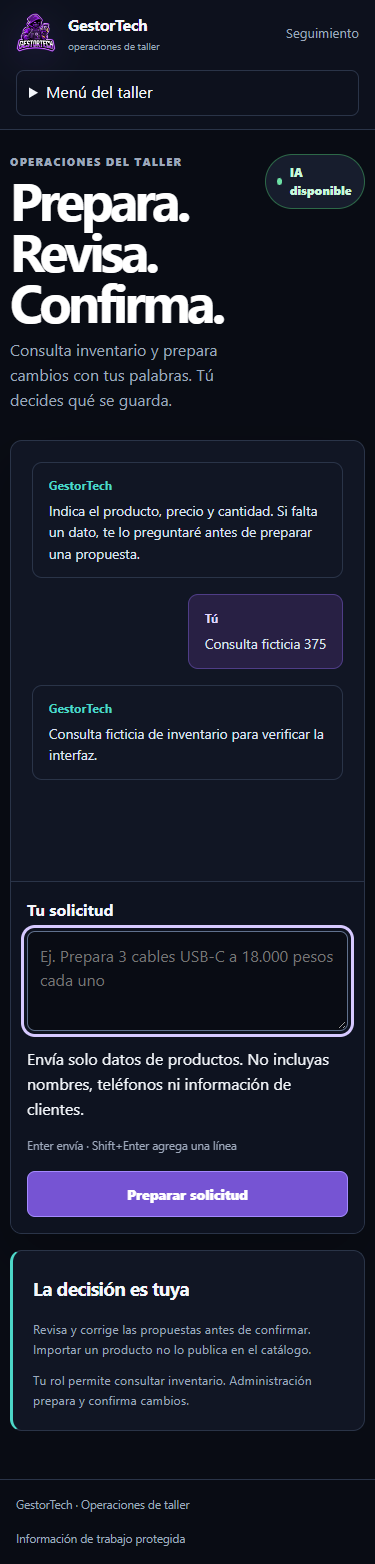 GESTORTECH
GestorTech
operaciones de taller
Seguimiento
▶ Menú del taller
OPERACIONES DEL TALLER
IA
disponible
Prepara.
Revisa.
Confirma.
Consulta inventario y prepara
cambios con tus palabras. Tú
decides qué se guarda.
GestorTech
Indica el producto, precio y cantidad. Si falta
un dato, te lo preguntaré antes de preparar
una propuesta.
Tú
Consulta ficticia 375
GestorTech
Consulta ficticia de inventario para verificar la
interfaz.
Tu solicitud
Ej. Prepara 3 cables USB-C a 18.000 pesos
cada uno
Envía solo datos de productos. No incluyas
nombres, teléfonos ni información de
clientes.
Enter envía · Shift+Enter agrega una línea
Preparar solicitud
La decisión es tuya
Revisa y corrige las propuestas antes de confirmar.
Importar un producto no lo publica en el catálogo.
Tu rol permite consultar inventario. Administración
prepara y confirma cambios.
GestorTech · Operaciones de taller
Información de trabajo protegida